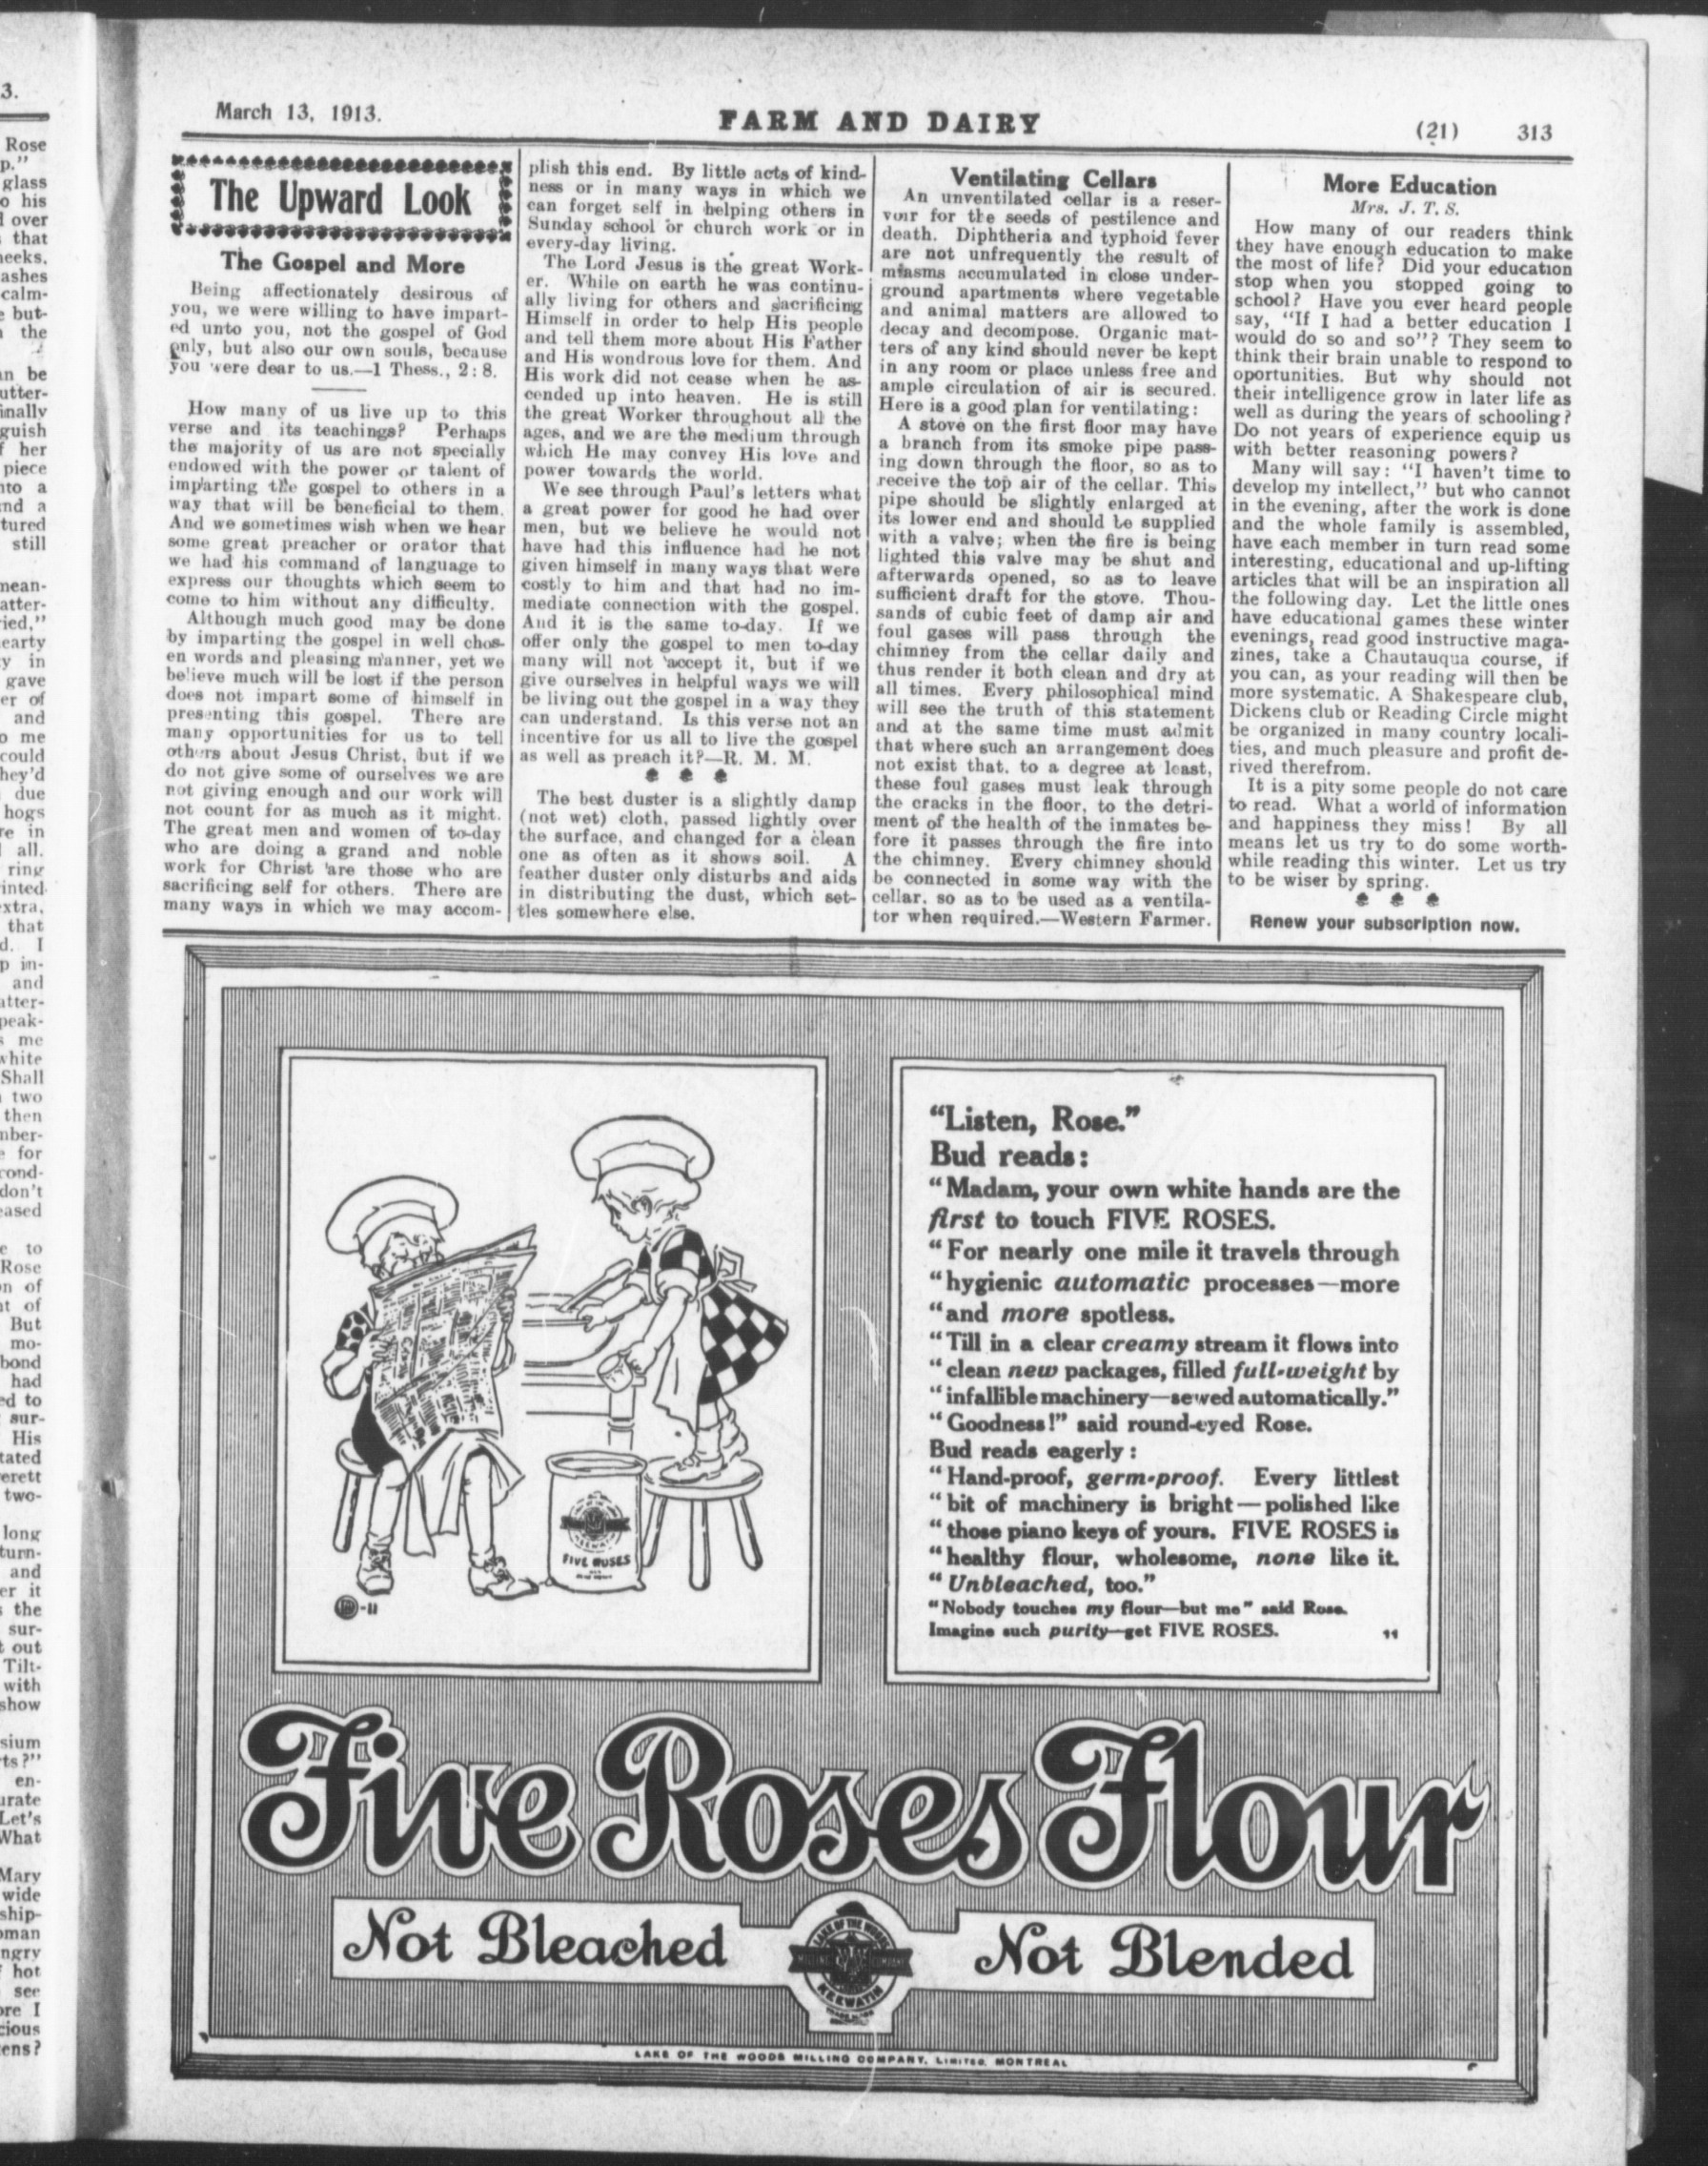 March 13, 1913.
FARM AND DAIRY
(21) 313
The Upward Look
The Gospel and More
Being affectionately desirous of
you, we were willing to have impart-
ed unto you, not the gospel of God
only, but also our own souls, because
you were dear to us.—1 Thess., 2:8.
How many of us live up to this
verse and its teachings? Perhaps
the majority of us are not specially
endowed with the power or talent of
imparting the gospel to others in a
way that will be beneficial to them.
And we sometimes wish when we hear
some great preacher or orator that
we had his command of language to
express our thoughts which seem to
come to him without any difficulty.
Although much good may be done
by imparting the gospel in well chos-
en words and pleasing manner, yet we
believe much will be lost if the person
does not impart some of himself in
presenting this gospel. There are
many opportunities for us to tell
others about Jesus Christ, but if we
do not give some of ourselves we are
not giving enough and our work will
not count for as much as it might.
The great men and women of to-day
who are doing a grand and noble
work for Christ are those who are
sacrificing self for others. There are
many ways in which we may accom-
plish this end. By little acts of kind-
ness or in many ways in which we
can forget self in helping others in
Sunday school or church work or in
every-day living.
The Lord Jesus is the great Work-
er. While on earth he was continu-
ally living for others and sacrificing
Himself in order to help His people
and tell them more about His Father
and His wondrous love for them. And
His work did not cease when he as-
cended up into heaven. He is still
the great Worker throughout all the
ages, and we are the medium through
which He may convey His love and
power towards the world.
We see through Paul's letters what
a great power for good he had over
men, but we believe he would not
have had this influence had he not
given himself in many ways that were
costly to him and that had no im-
mediate connection with the gospel.
And it is the same to-day. If we
offer only the gospel to men to-day
many will not accept it, but if we
give ourselves in helpful ways we will
be living out the gospel in a way they
can understand. Is this verse not an
incentive for us all to live the gospel
as well as preach it?—R. M. M.
The best duster is a slightly damp
(not wet) cloth, passed lightly over
the surface, and changed for a clean
one as often as it shows soil. A
feather duster only disturbs and aids
in distributing the dust, which set-
tles somewhere else.
Ventilating Cellars
An unventilated cellar is a reser-
voir for the seeds of pestilence and
death. Diphtheria and typhoid fever
are not unfrequently the result of
miasms accumulated in close under-
ground apartments where vegetable
and animal matters are allowed to
decay and decompose. Organic mat-
ters of any kind should never be kept
in any room or place unless free and
ample circulation of air is secured.
Here is a good plan for ventilating:
A stove on the first floor may have
a branch from its smoke pipe pass-
ing down through the floor, so as to
receive the top air of the cellar. This
pipe should be slightly enlarged at
its lower end and should be supplied
with a valve; when the fire is being
lighted this valve may be shut and
afterwards opened, so as to leave
sufficient draft for the stove. Thou-
sands of cubic feet of damp air and
foul gases will pass through the
chimney from the cellar daily and
thus render it both clean and dry at
all times. Every philosophical mind
will see the truth of this statement
and at the same time must admit
that where such an arrangement does
not exist that, to a degree at least,
these foul gases must leak through
the cracks in the floor, to the detri-
ment of the health of the inmates be-
fore it passes through the fire into
the chimney. Every chimney should
be connected in some way with the
cellar, so as to be used as a ventila-
tor when required.—Western Farmer.
More Education
Mrs. J. T. S.
How many of our readers think
they have enough education to make
the most of life? Did your education
stop when you stopped going to
school? Have you ever heard people
say, "If I had a better education I
would do so and so"? They seem to
think their brain unable to respond to
oportunities. But why should not
their intelligence grow in later life as
well as during the years of schooling?
Do not years of experience equip us
with better reasoning powers?
Many will say: "I haven't time to
develop my intellect," but who cannot
in the evening, after the work is done
and the whole family is assembled,
have each member in turn read some
interesting, educational and up-lifting
articles that will be an inspiration all
the following day. Let the little ones
have educational games these winter
evenings, read good instructive maga-
zines, take a Chautauqua course, if
you can, as your reading will then be
more systematic. A Shakespeare club,
Dickens club or Reading Circle might
be organized in many country locali-
ties, and much pleasure and profit de-
rived therefrom.
It is a pity some people do not care
to read. What a world of information
and happiness they miss! By all
means let us try to do some worth-
while reading this winter. Let us try
to be wiser by spring.
Renew your subscription now.
FIVE ROSES
-11
"Listen, Rose."
Bud reads:
"Madam, your own white hands are the
first to touch FIVE ROSES.
"For nearly one mile it travels through
"hygienic automatic processes—more
"and more spotless.
"Till in a clear creamy stream it flows into
"clean new packages, filled full-weight by
"infallible machinery—sewed automatically."
"Goodness!" said round-eyed Rose.
Bud reads eagerly:
"Hand-proof, germ-proof. Every littlest
"bit of machinery is bright—polished like
"those piano keys of yours. FIVE ROSES is
"healthy flour, wholesome, none like it.
"Unbleached, too."
"Nobody touches my flour—but me" said Rose.
Imagine such purity—get FIVE ROSES.
11
Five Roses Flour
Not Bleached
LAKE OF THE WOODS
MILLING COMPANY
KEEWATIN
Not Blended
LAKE OF THE WOODS MILLING COMPANY, LIMITED, MONTREAL